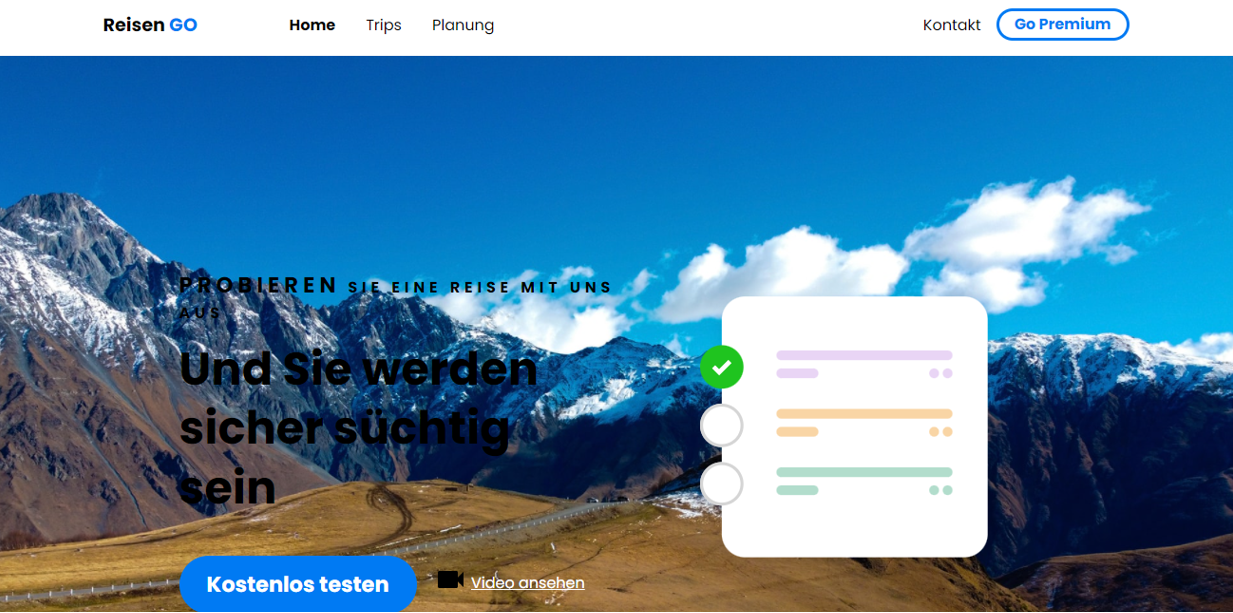 Reisen GO Home Trips Planung Kontakt Go Premium
PROBIEREN SIE EINE REISE MIT UNS
AUS
Und Sie werden
sicher süchtig
sein
Kostenlos testen Video ansehen